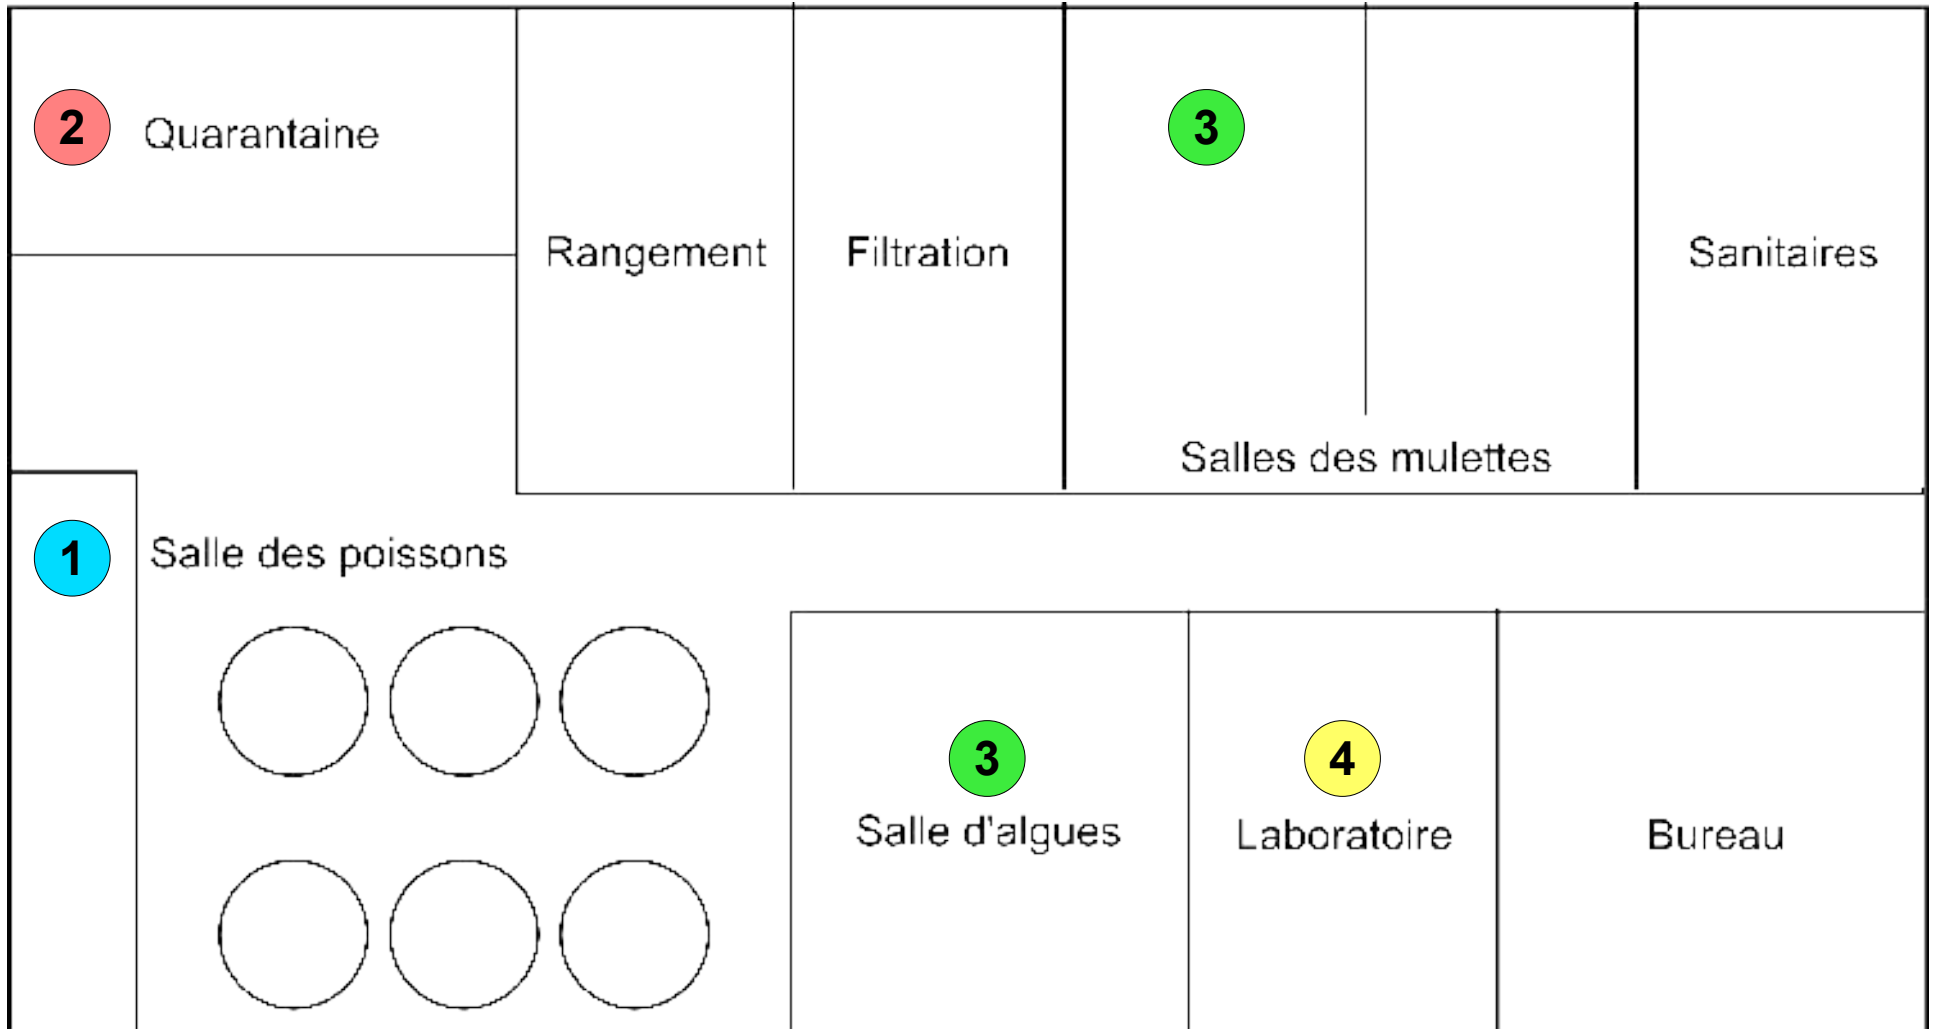 2 Quarantaine
3
Rangement
Filtration
Sanitaires
Salles des mulettes
1 Salle des poissons
3
Salle d'algues
4
Laboratoire
Bureau